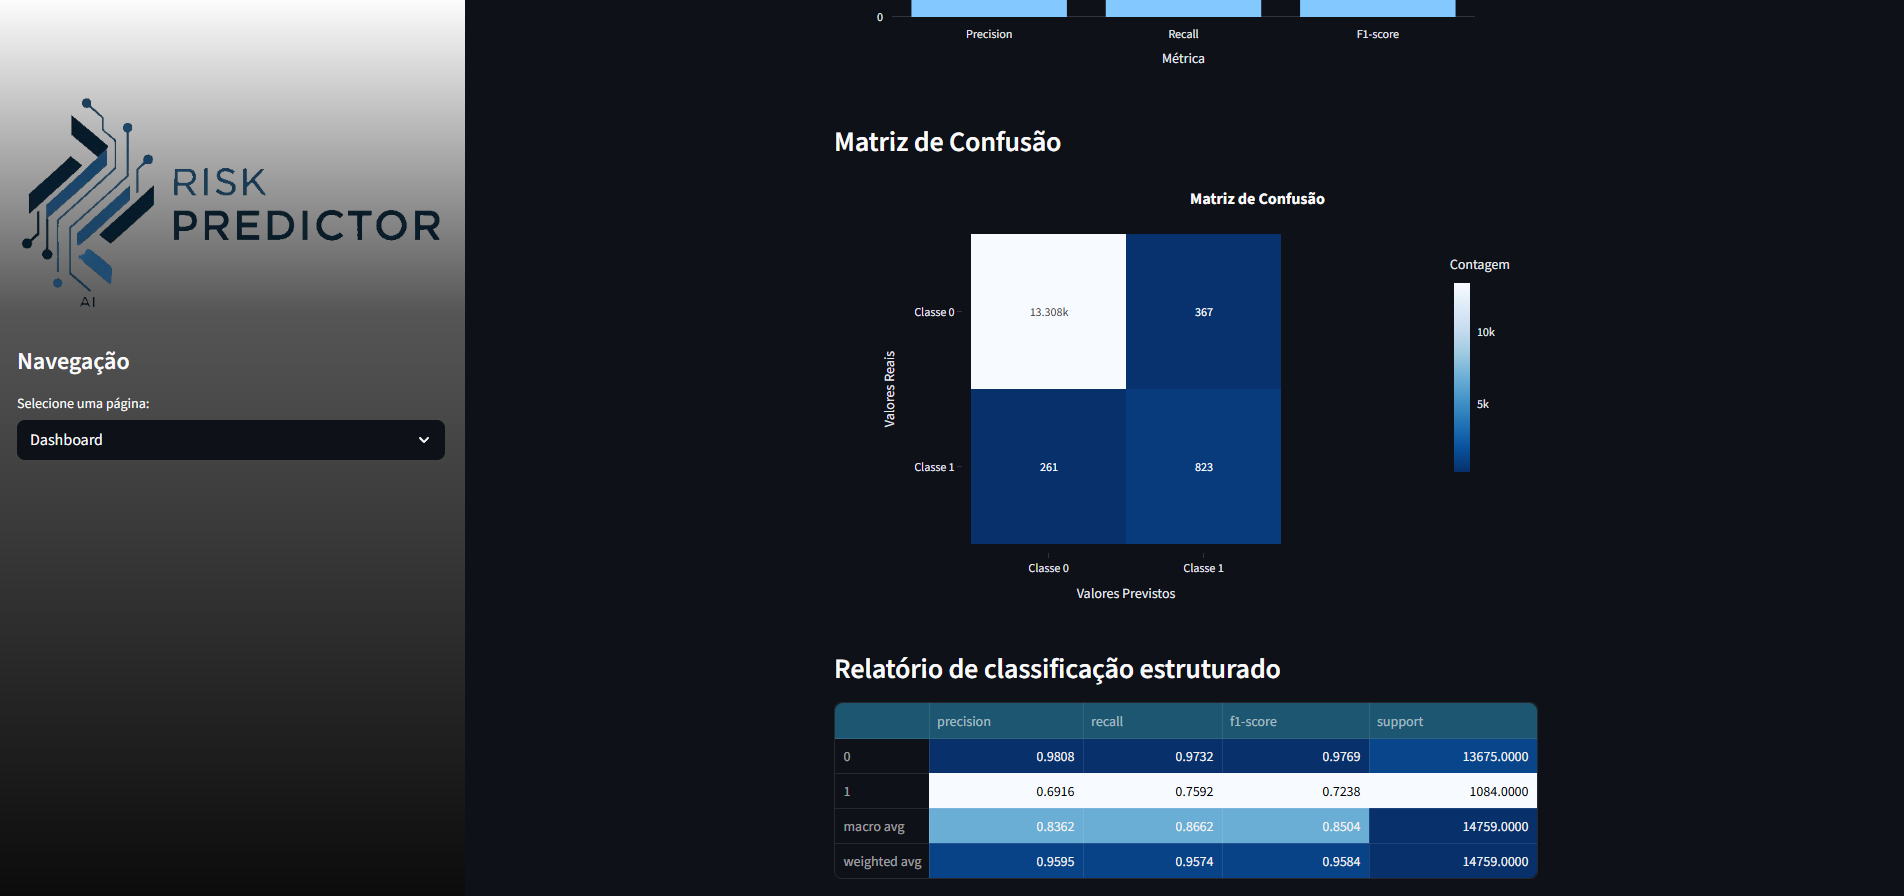 RISK
PREDICTOR
AI
Navegação
Selecione uma página:
Dashboard
0
Precision Recall F1-score
Métrica
Matriz de Confusão
Matriz de Confusão
Contagem
10k
5k
Valores Reais
Classe 0 13.308k 367
Classe 1 261 823
Classe 0 Classe 1
Valores Previstos
Relatório de classificação estruturado
precision recall f1-score support
0 0.9808 0.9732 0.9769 13675.0000
1 0.6916 0.7592 0.7238 1084.0000
macro avg 0.8362 0.8662 0.8504 14759.0000
weighted avg 0.9595 0.9574 0.9584 14759.0000